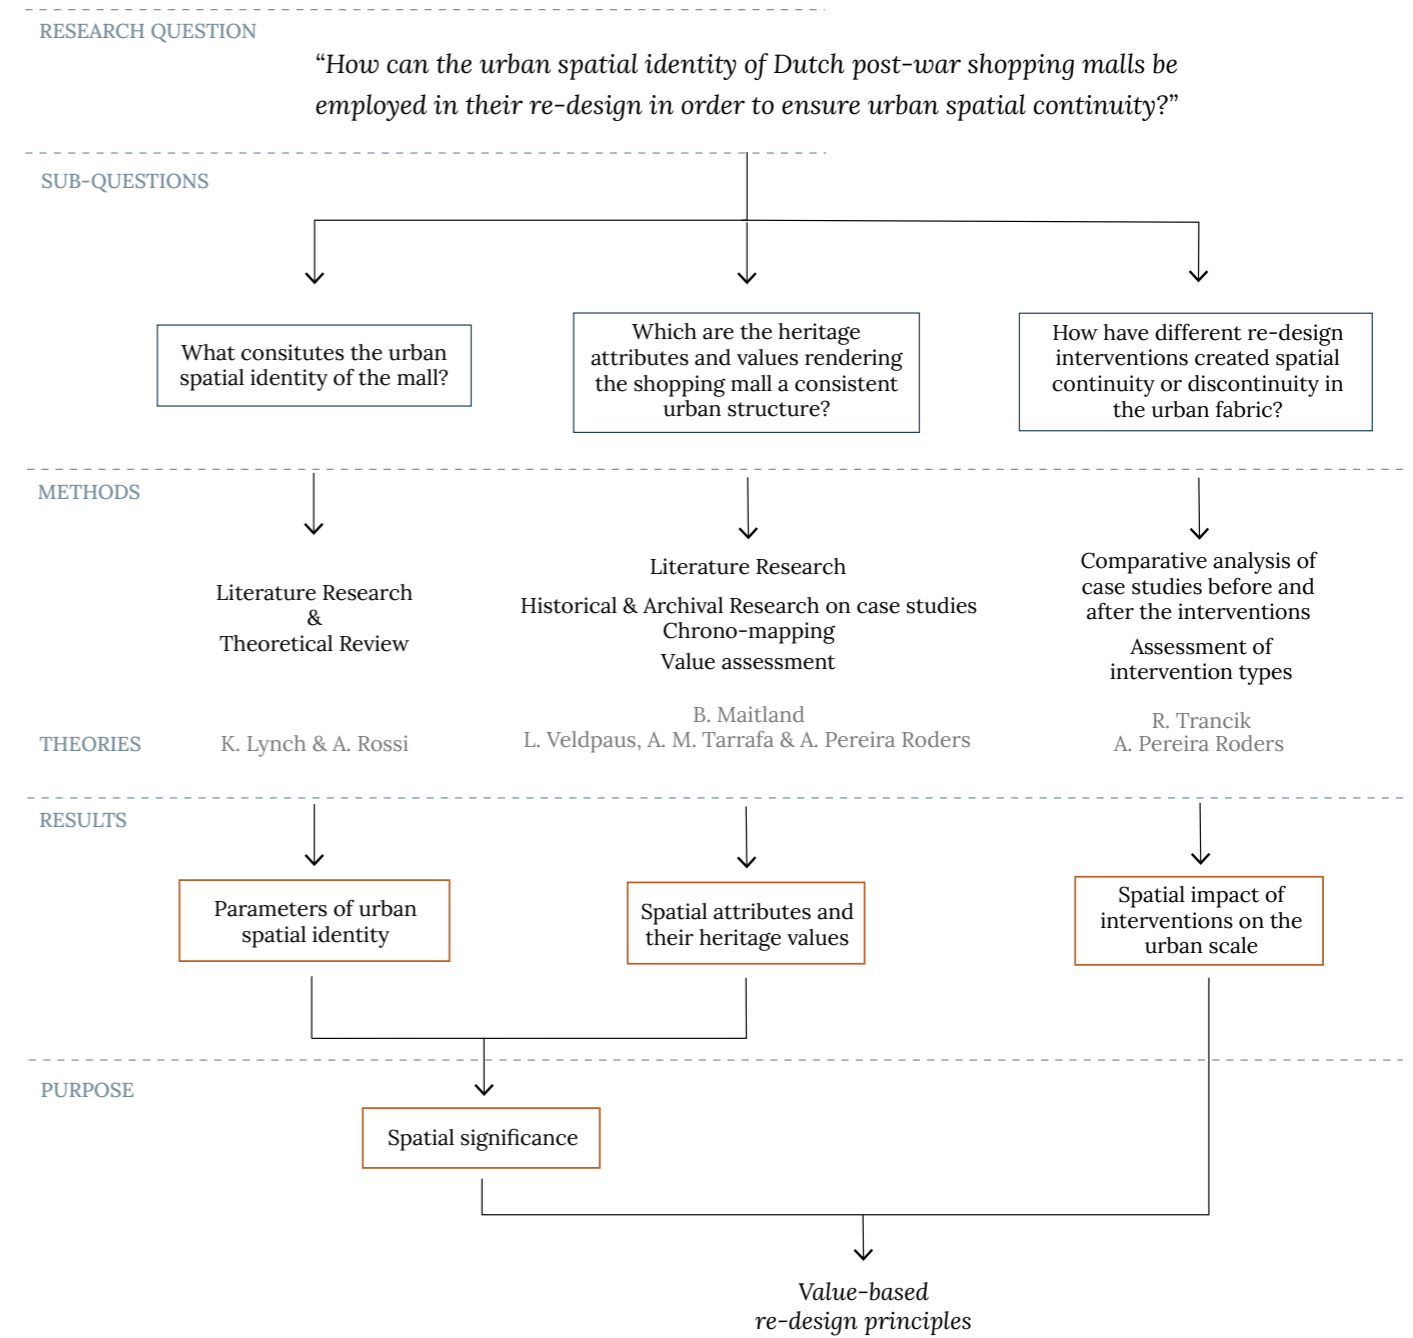 RESEARCH QUESTION
“How can the urban spatial identity of Dutch post-war shopping malls be
employed in their re-design in order to ensure urban spatial continuity?”
SUB-QUESTIONS
What consitutes the urban
spatial identity of the mall?
Which are the heritage
attributes and values rendering
the shopping mall a consistent
urban structure?
How have different re-design
interventions created spatial
continuity or discontinuity in
the urban fabric?
METHODS
Literature Research
&
Theoretical Review
Literature Research
Historical & Archival Research on case studies
Chrono-mapping
Value assessment
Comparative analysis of
case studies before and
after the interventions
Assessment of
intervention types
THEORIES
K. Lynch & A. Rossi
B. Maitland
L. Veldpaus, A. M. Tarrafa & A. Pereira Roders
R. Trancik
A. Pereira Roders
RESULTS
Parameters of urban
spatial identity
Spatial attributes and
their heritage values
Spatial impact of
interventions on the
urban scale
PURPOSE
Spatial significance
Value-based
re-design principles